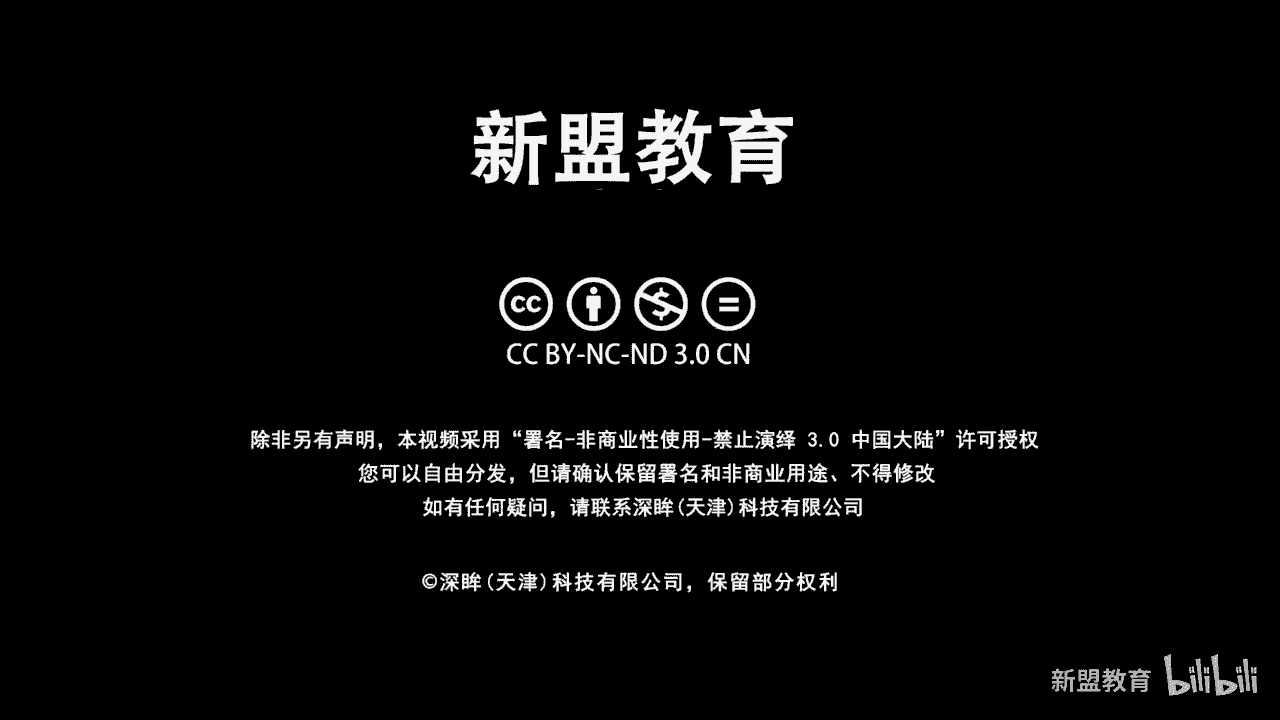 新盟教育
CC BY-NC-ND 3.0 CN
除非另有声明，本视频采用“署名-非商业性使用-禁止演绎 3.0 中国大陆”许可授权
您可以自由分发，但请确认保留署名和非商业用途、不得修改
如有任何疑问，请联系深眸(天津)科技有限公司
©深眸(天津)科技有限公司，保留部分权利
新盟教育 bilibili